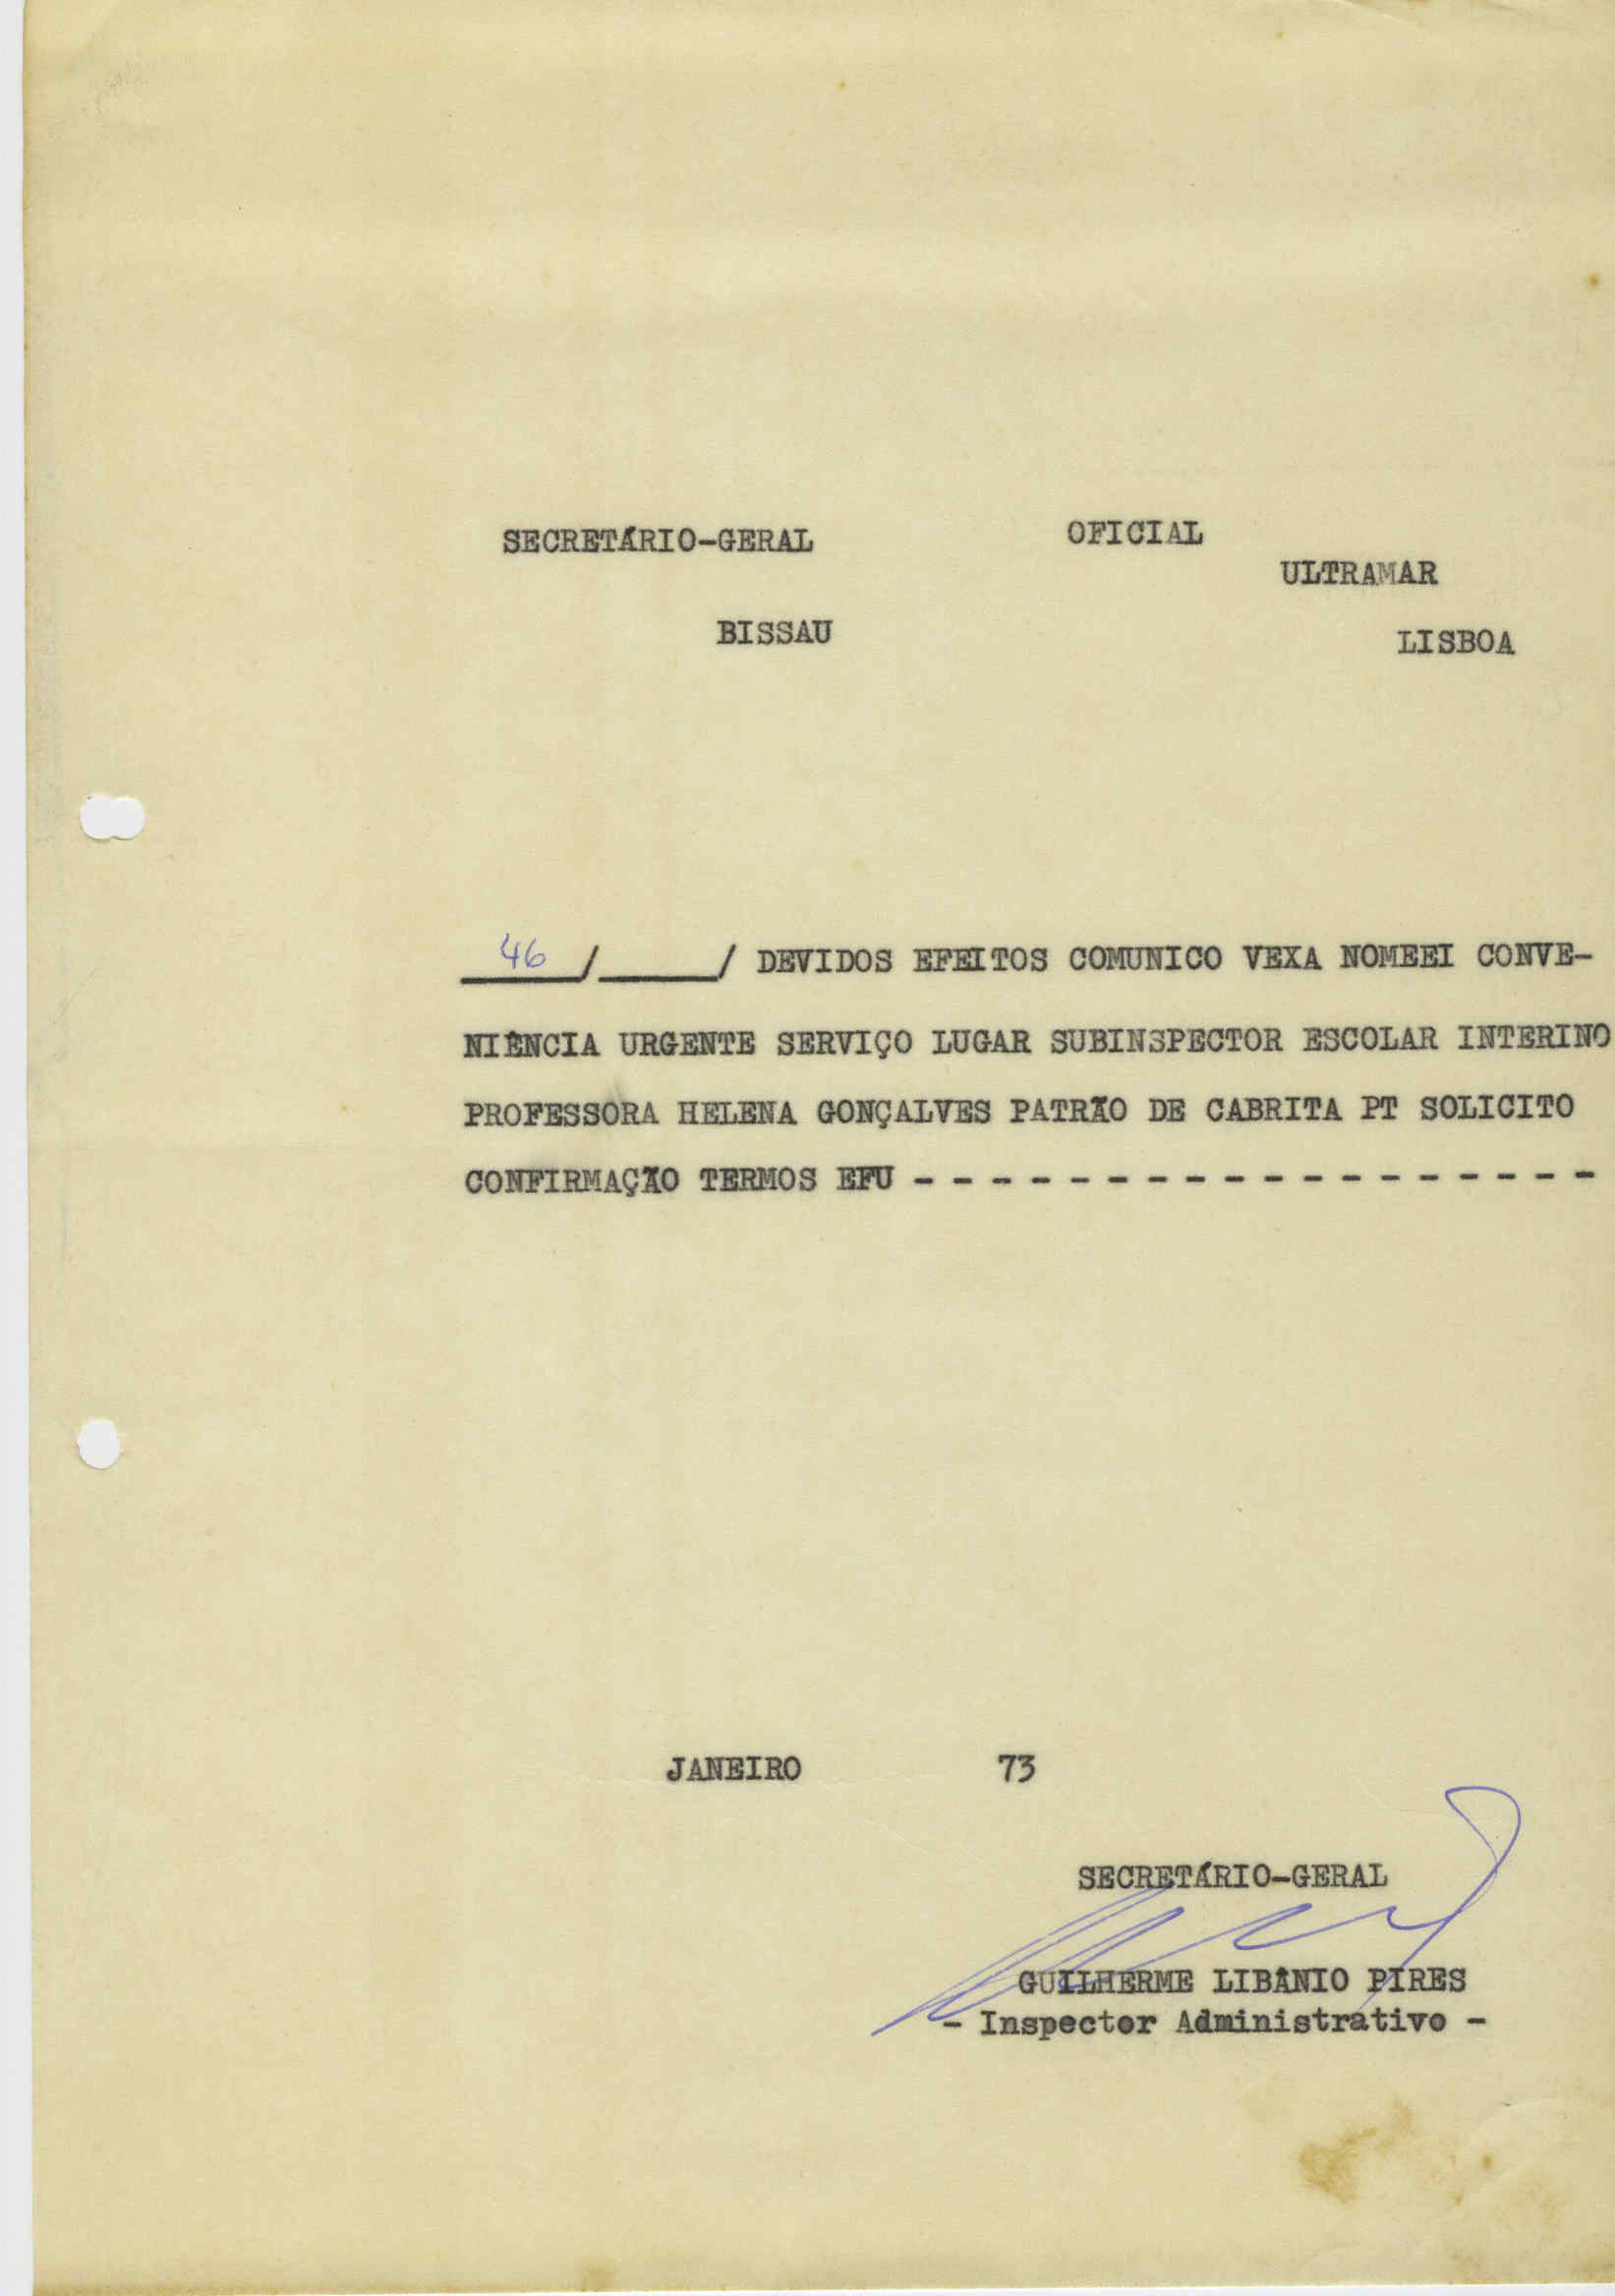 SECRETÁRIO-GERAL OFICIAL
ULTRAMAR
BISSAU LISBOA
46 /______/ DEVIDOS EFEITOS COMUNICO VEXA NOMEEI CONVE-
NIÊNCIA URGENTE SERVIÇO LUGAR SUBINSPECTOR ESCOLAR INTERINO
PROFESSORA HELENA GONÇALVES PATRÃO DE CABRITA PT SOLICITO
CONFIRMAÇÃO TERMOS EFU - - - - - - - - - - - - - - - - - -
JANEIRO 73
SECRETÁRIO-GERAL
GUILHERME LIBÂNIO PIRES
- Inspector Administrativo -